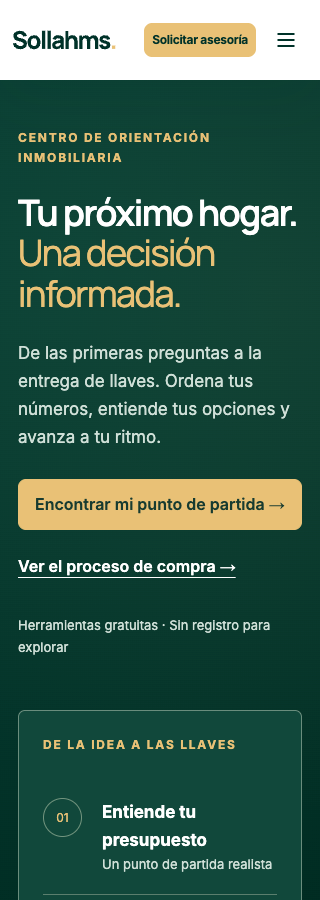 Sollahms.
Solicitar asesoría
CENTRO DE ORIENTACIÓN
INMOBILIARIA
Tu próximo hogar.
Una decisión
informada.
De las primeras preguntas a la
entrega de llaves. Ordena tus
números, entiende tus opciones y
avanza a tu ritmo.
Encontrar mi punto de partida →
Ver el proceso de compra →
Herramientas gratuitas · Sin registro para
explorar
DE LA IDEA A LAS LLAVES
01
Entiende tu
presupuesto
Un punto de partida realista